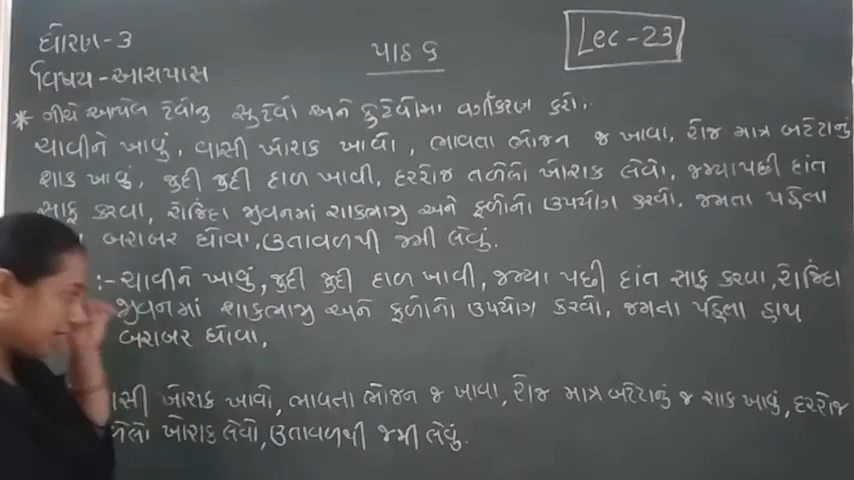 ધોરણ-3
પાઠ ૬
Lec-23
વિષય-આસપાસ
* નીચે આપેલ ટેવોનુ સુટેવો અને કુટેવોમાં વર્ગીકરણ કરો.
ચાવીને ખાવું, વાસી ખોરાક ખાવો, ભાવતા ભોજન જ ખાવા, રોજ માત્ર બટેટાનું
શાક ખાવું, જુદી જુદી દાળ ખાવી, દરરોજ તળેલો ખોરાક લેવો, જમ્યાપછી દાંત
સાફ કરવા, રોજિંદા જીવનમાં શાકભાજી અને ફળોનો ઉપયોગ કરવો. જમતા પહેલા
બરાબર ધોવા, ઉતાવળથી જમી લેવું.
:- ચાવીને ખાવું, જુદી જુદી દાળ ખાવી, જમ્યા પછી દાંત સાફ કરવા, રોજિંદા
જીવનમાં શાકભાજી અને ફળોનો ઉપયોગ કરવો. જમતા પહેલા હાથ
બરાબર ધોવા.
સી ખોરાક ખાવો, ભાવતા ભોજન જ ખાવા, રોજ માત્ર બટેટાનું જ શાક ખાવું, દરરોજ
ળેલો ખોરાક લેવો, ઉતાવળથી જમી લેવું.